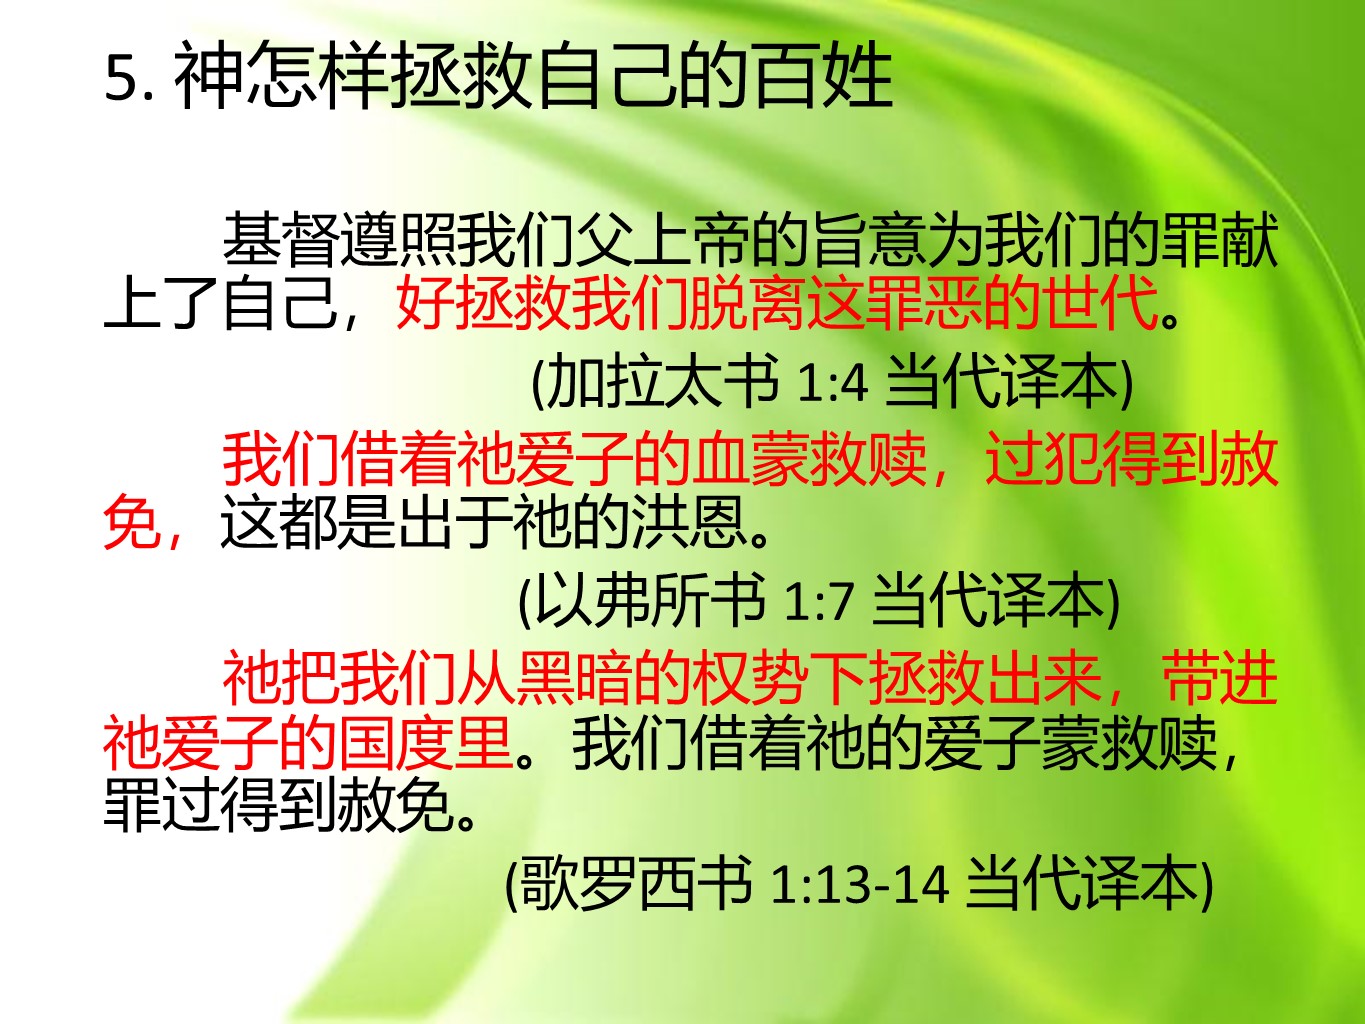 5. 神怎样拯救自己的百姓
基督遵照我们父上帝的旨意为我们的罪献
上了自己，好拯救我们脱离这罪恶的世代。
(加拉太书 1:4 当代译本)
我们借着祂爱子的血蒙救赎，过犯得到赦
免，这都是出于祂的洪恩。
(以弗所书 1:7 当代译本)
祂把我们从黑暗的权势下拯救出来，带进
祂爱子的国度里。我们借着祂的爱子蒙救赎，
罪过得到赦免。
(歌罗西书 1:13-14 当代译本)